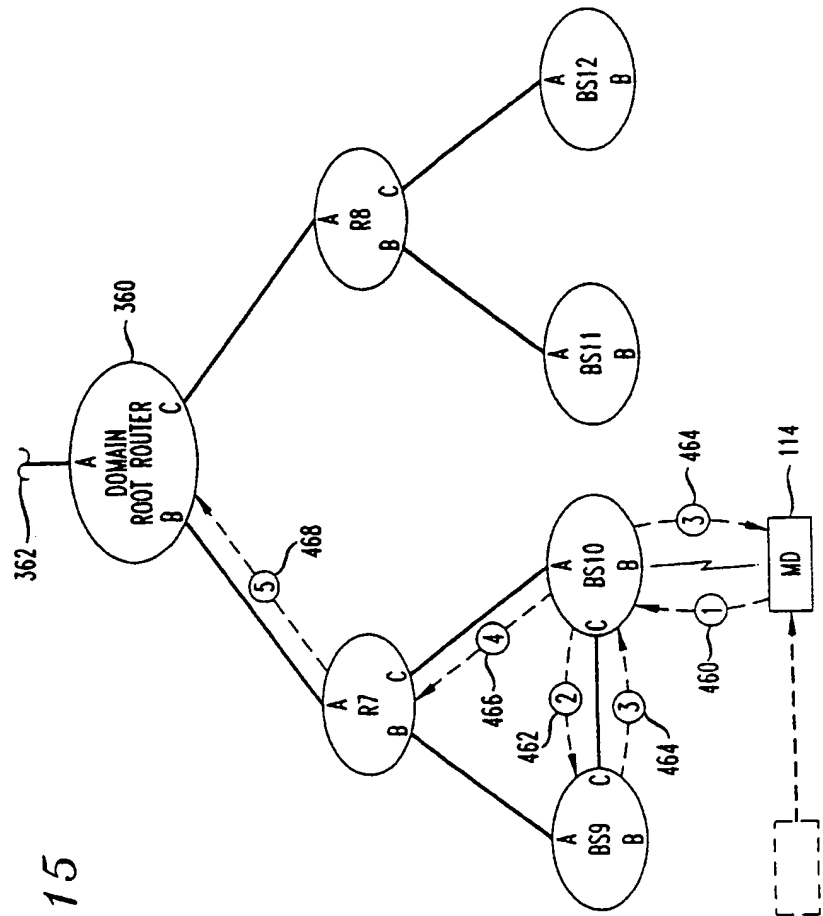 15
362
A
DOMAIN
ROOT ROUTER
B
C
360
5
468
A
R7
B
C
A
R8
B
C
466
4
A
BS9
B
C
462
2
3
464
A
BS10
C
B
A
BS11
B
A
BS12
B
3
464
1
460
MD
114